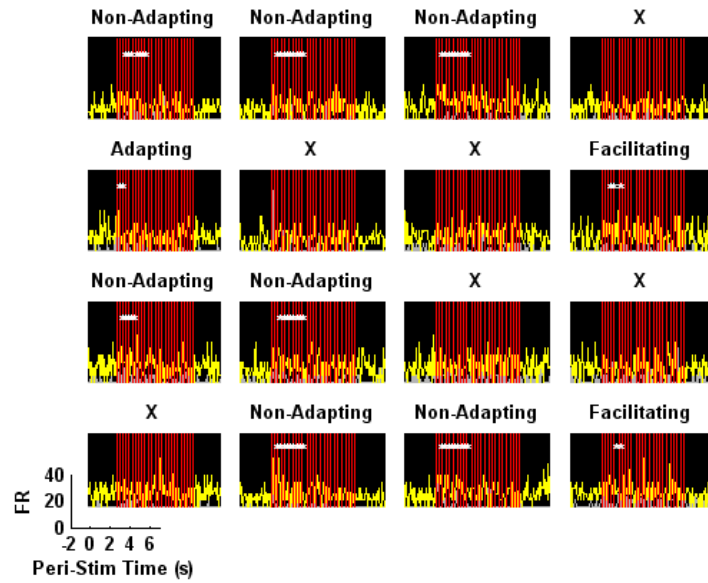 Non-Adapting Non-Adapting Non-Adapting X
Adapting X X Facilitating
Non-Adapting Non-Adapting X X
X Non-Adapting Non-Adapting Facilitating
40
20
0
FR
-2 0 2 4 6
Peri-Stim Time (s)